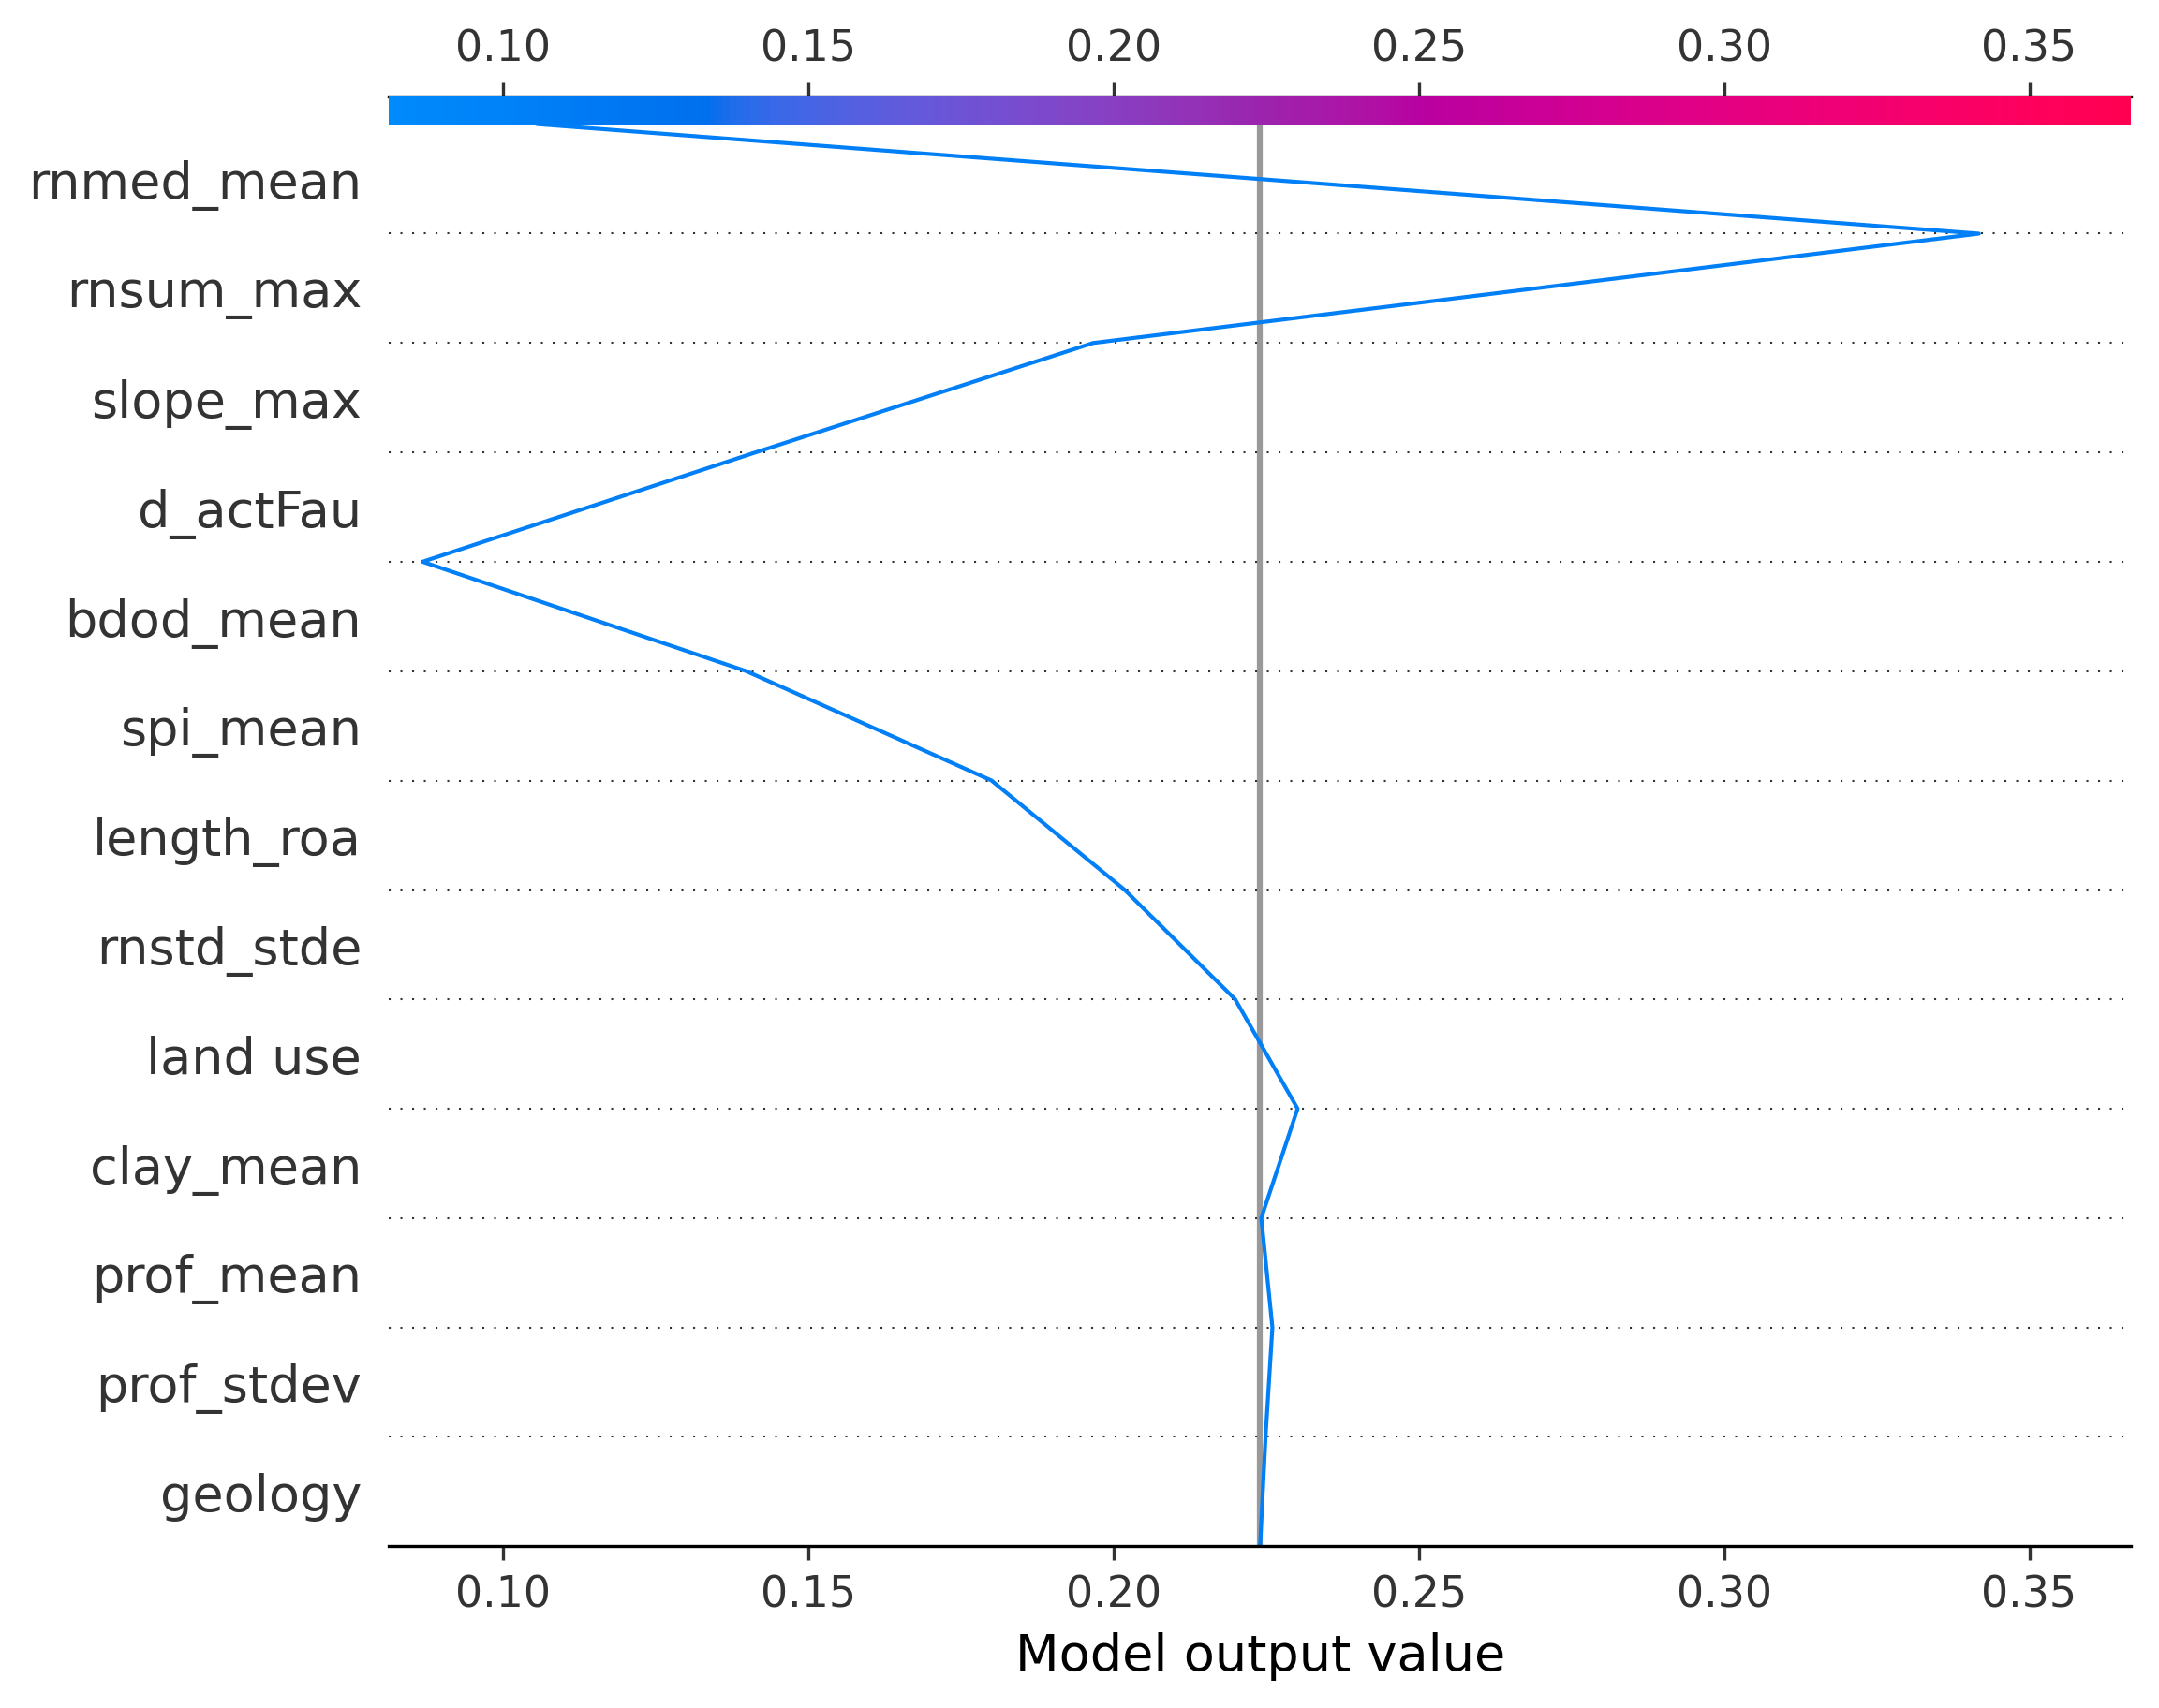 0.10 0.15 0.20 0.25 0.30 0.35
rnmed_mean
rnsum_max
slope_max
d_actFau
bdod_mean
spi_mean
length_roa
rnstd_stde
land use
clay_mean
prof_mean
prof_stdev
geology
0.10 0.15 0.20 0.25 0.30 0.35
Model output value